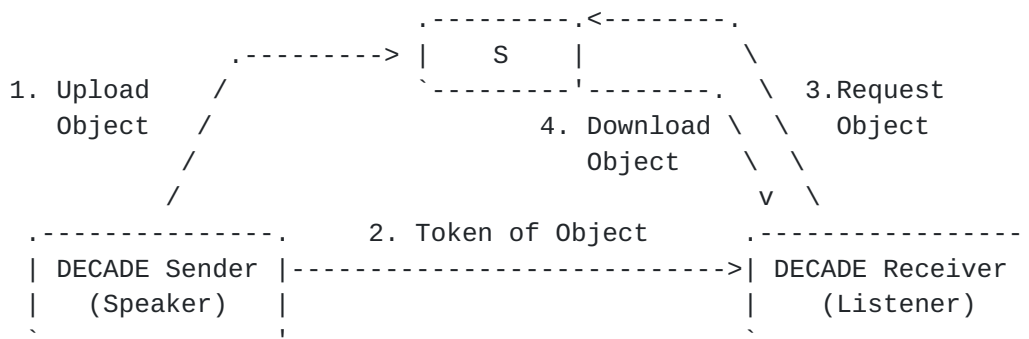 S
1. Upload 3.Request
Object 4. Download Object
Object
2. Token of Object
DECADE Sender DECADE Receiver
(Speaker) (Listener)